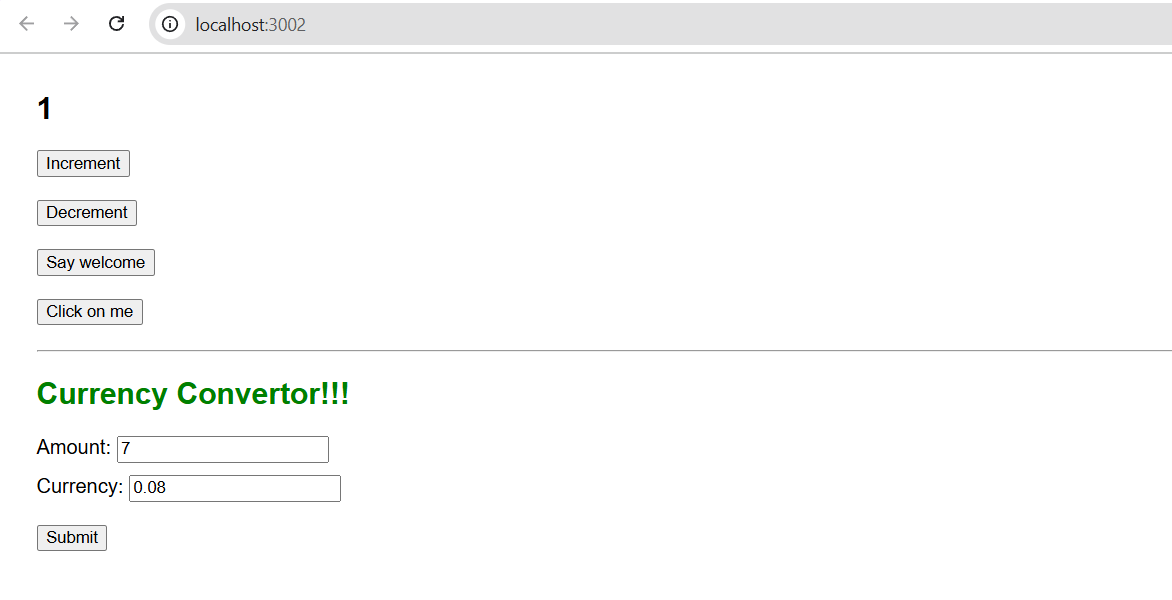 localhost:3002
1
Increment
Decrement
Say welcome
Click on me
Currency Convertor!!!
Amount: 7
Currency: 0.08
Submit